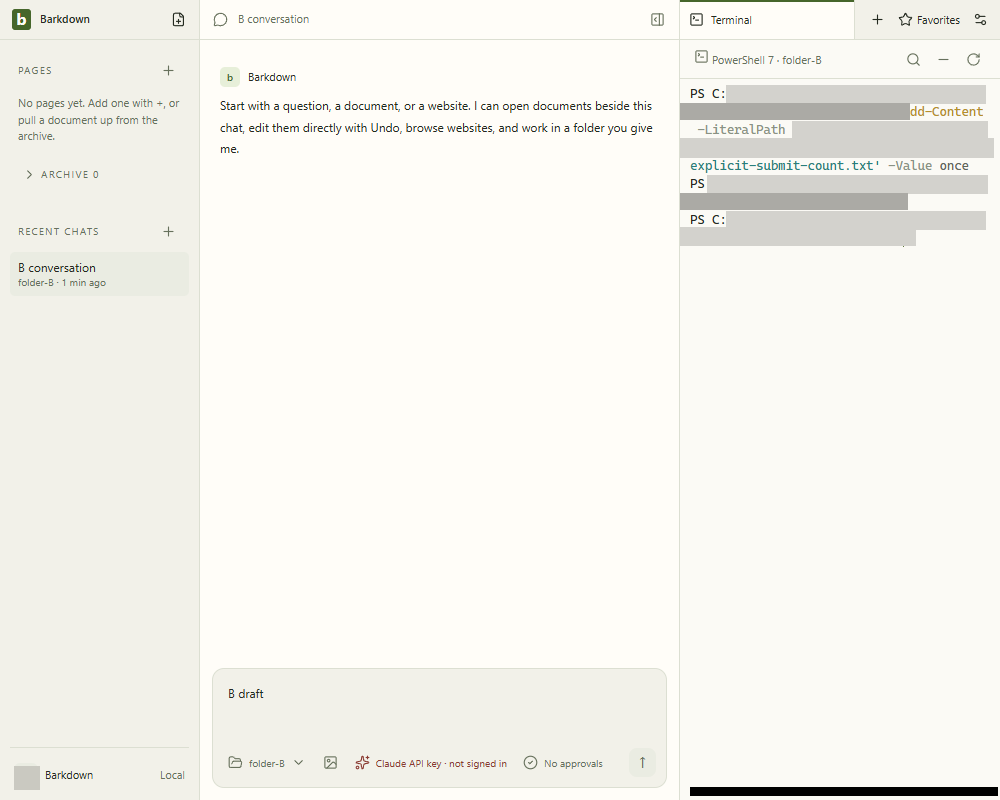 b Barkdown
PAGES
No pages yet. Add one with +, or
pull a document up from the
archive.
ARCHIVE 0
RECENT CHATS
B conversation
folder-B · 1 min ago
Barkdown Local
B conversation
b Barkdown
Start with a question, a document, or a website. I can open documents beside this
chat, edit them directly with Undo, browse websites, and work in a folder you give
me.
B draft
folder-B Claude API key · not signed in No approvals
Terminal Favorites
PowerShell 7 · folder-B
PS C:
dd-Content
-LiteralPath
explicit-submit-count.txt' -Value once
PS
PS C: